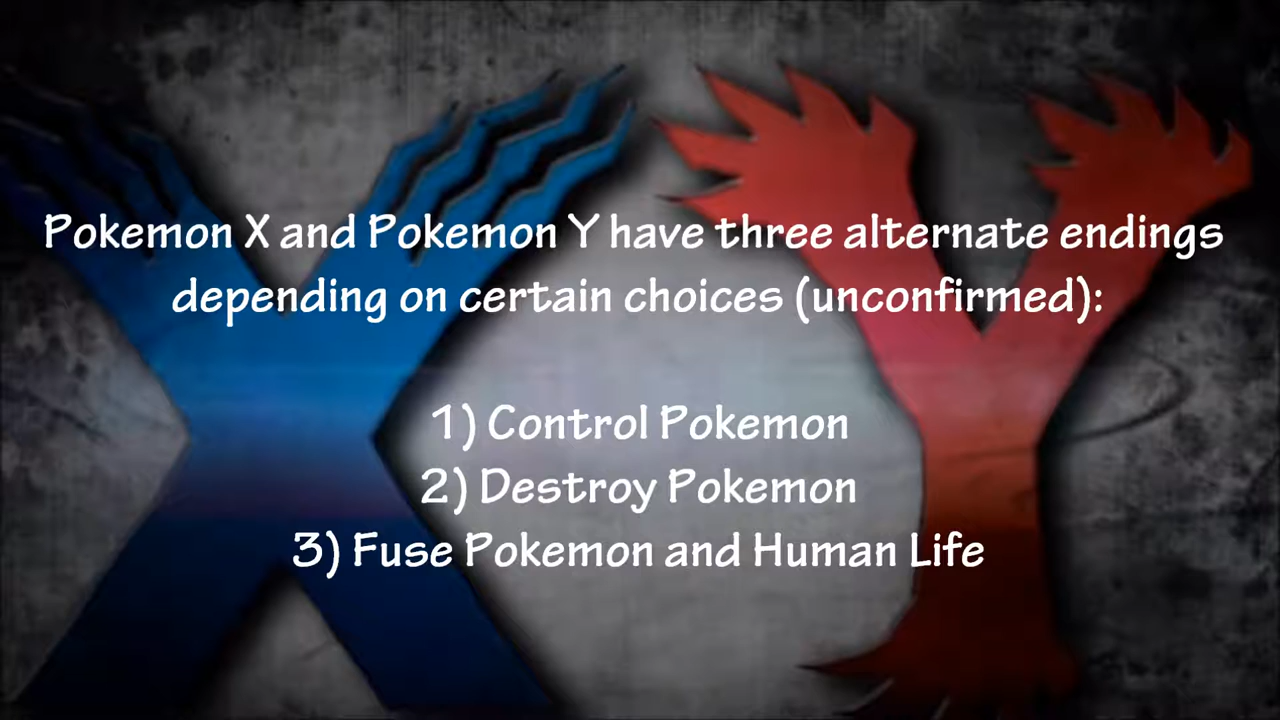 Pokemon X and Pokemon Y have three alternate endings
depending on certain choices (unconfirmed):
1) Control Pokemon
2) Destroy Pokemon
3) Fuse Pokemon and Human Life